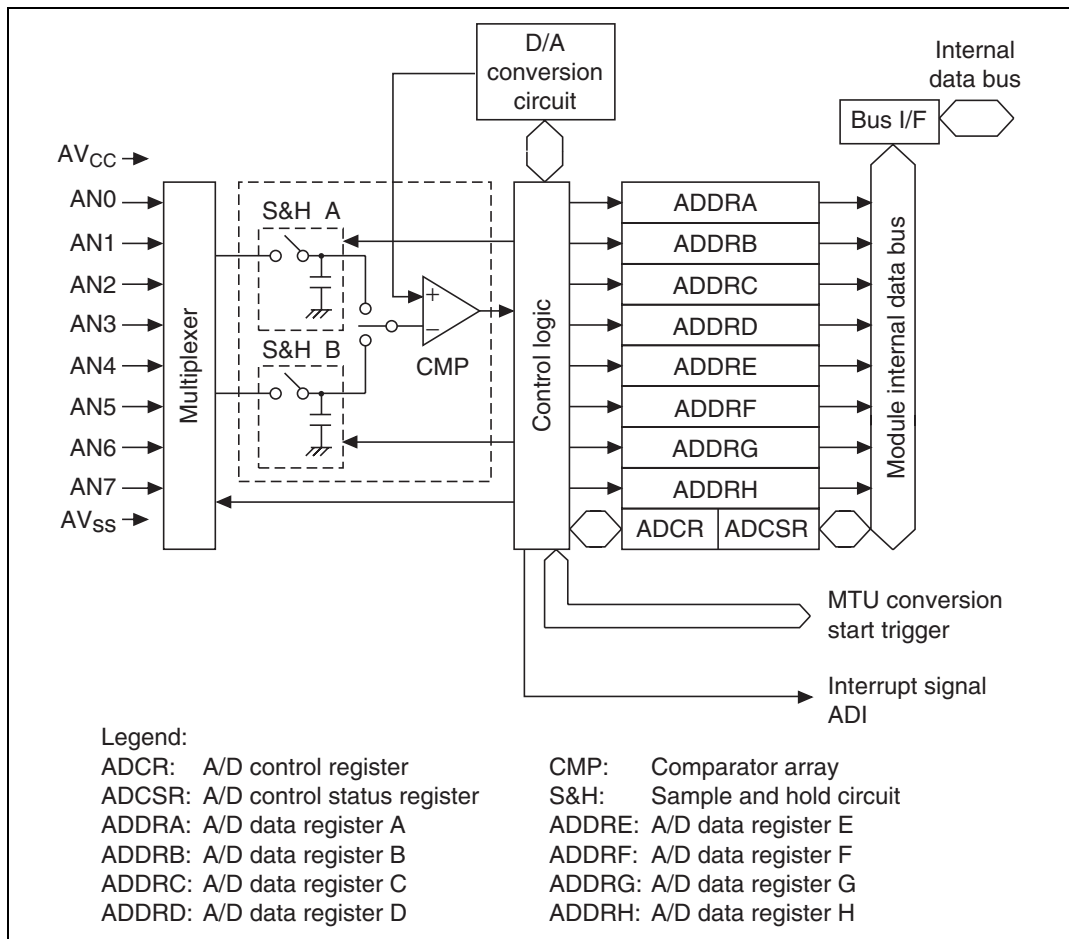 D/A
conversion
circuit
Internal
data bus
Bus I/F
AVCC
AN0
AN1
AN2
AN3
AN4
AN5
AN6
AN7
AVSS
Multiplexer
S&H A
S&H B
+
−
CMP
Control logic
ADDRA
ADDRB
ADDRC
ADDRD
ADDRE
ADDRF
ADDRG
ADDRH
ADCR
ADCSR
Module internal data bus
MTU conversion
start trigger
Interrupt signal
ADI
Legend:
ADCR: A/D control register
ADCSR: A/D control status register
ADDRA: A/D data register A
ADDRB: A/D data register B
ADDRC: A/D data register C
ADDRD: A/D data register D
CMP: Comparator array
S&H: Sample and hold circuit
ADDRE: A/D data register E
ADDRF: A/D data register F
ADDRG: A/D data register G
ADDRH: A/D data register H